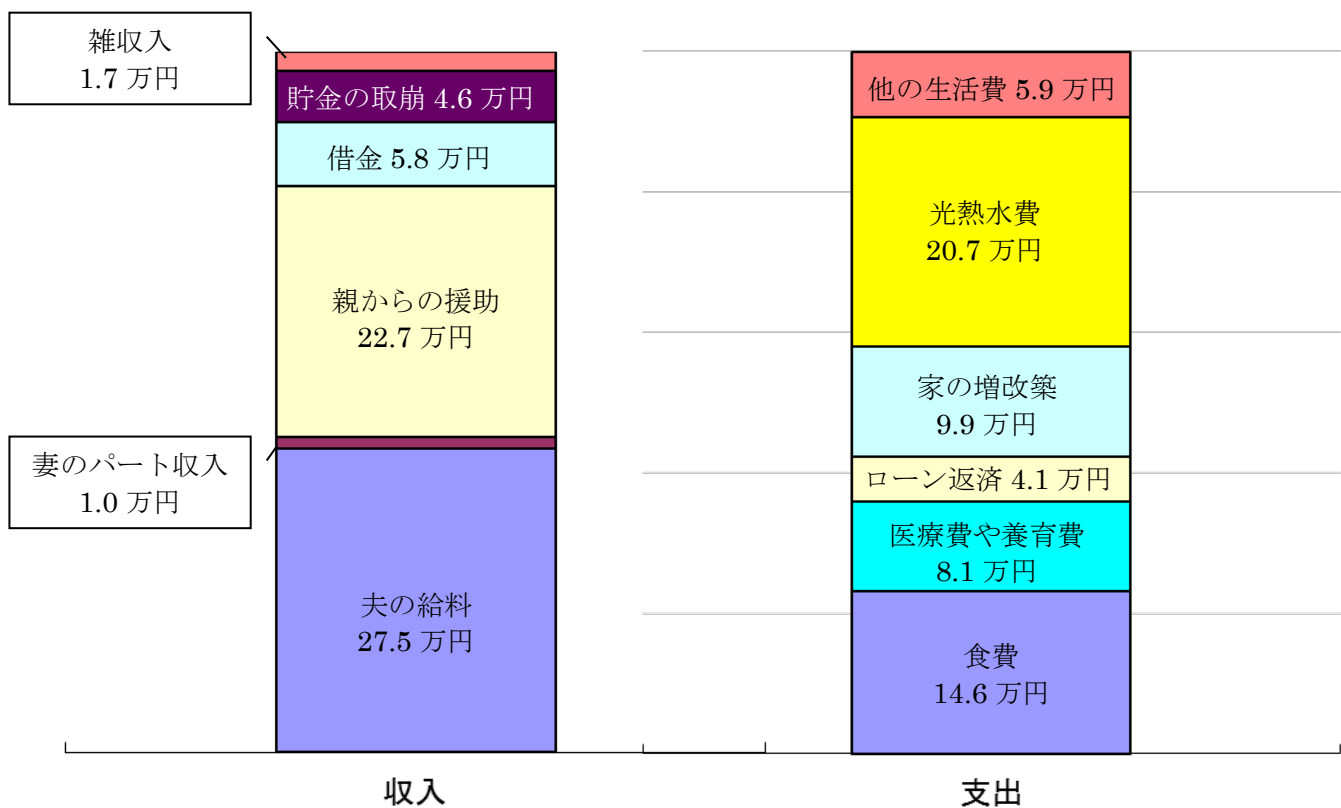 雑収入
1.7 万円
貯金の取崩 4.6 万円
借金 5.8 万円
親からの援助
22.7 万円
妻のパート収入
1.0 万円
夫の給料
27.5 万円
収入
他の生活費 5.9 万円
光熱水費
20.7 万円
家の増改築
9.9 万円
ローン返済 4.1 万円
医療費や養育費
8.1 万円
食費
14.6 万円
支出